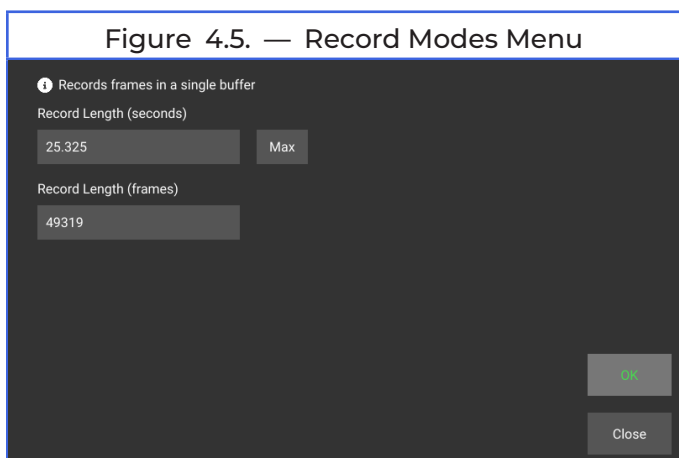 Figure 4.5. — Record Modes Menu
Records frames in a single buffer
Record Length (seconds)
25.325 Max
Record Length (frames)
49319
OK
Close